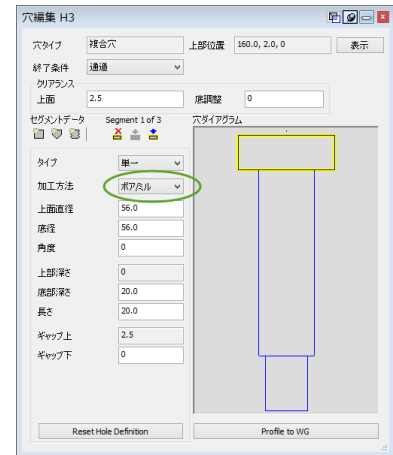 穴編集 H3
穴タイプ 複合穴 上部位置 160.0, 2.0, 0 表示
終了条件 通過
クリアランス
上面 2.5 底調整 0
セグメントデータ Segment 1 of 3 穴ダイアグラム
タイプ 単一
加工方法 ボア/ミル
上面直径 56.0
底径 56.0
角度 0
上部深さ 0
底部深さ 20.0
長さ 20.0
ギャップ上 2.5
ギャップ下 0
Reset Hole Definition Profile to WG